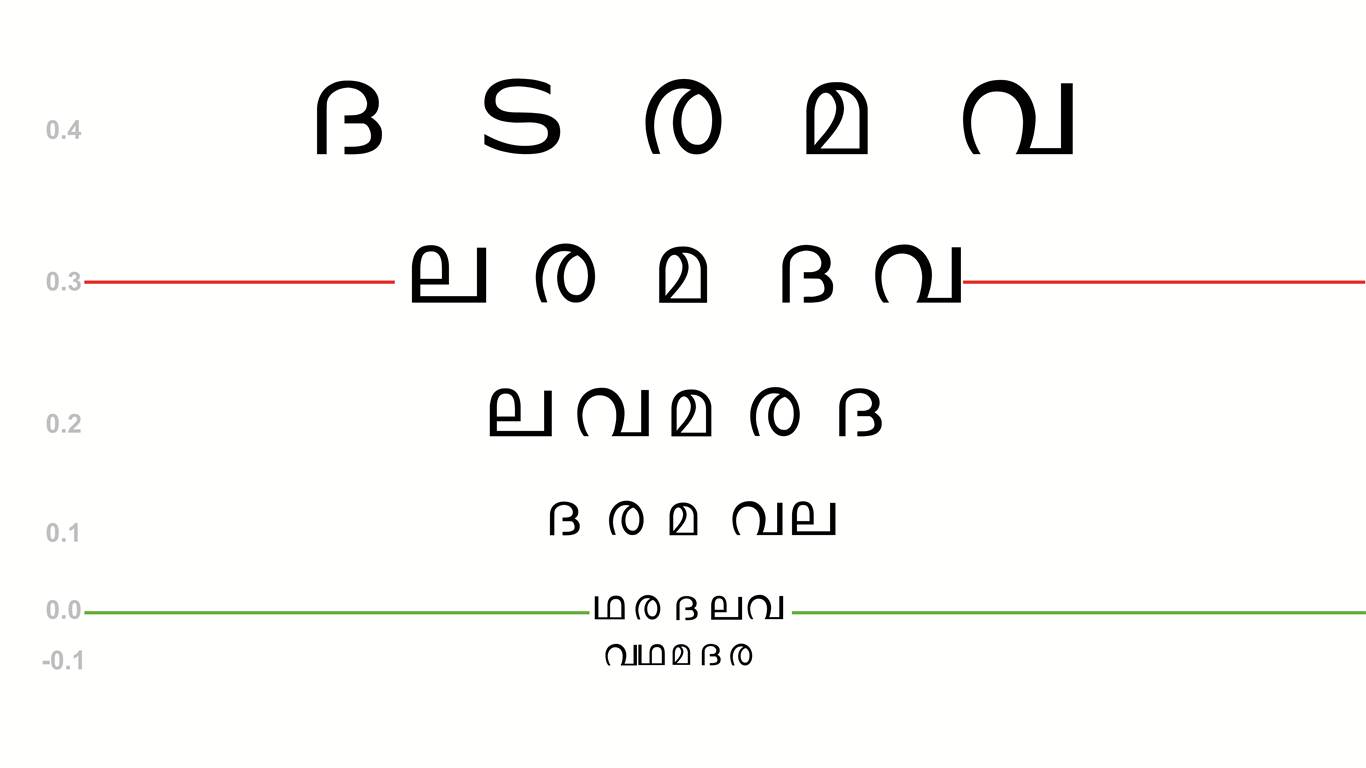 0.4 ദ ട ര മ വ
0.3 ല ര മ ദ വ
0.2 ല വ മ ര ദ
0.1 ദ ര മ വ ല
0.0 ഥ ര ദ ല വ
-0.1 വ ഥ മ ദ ര